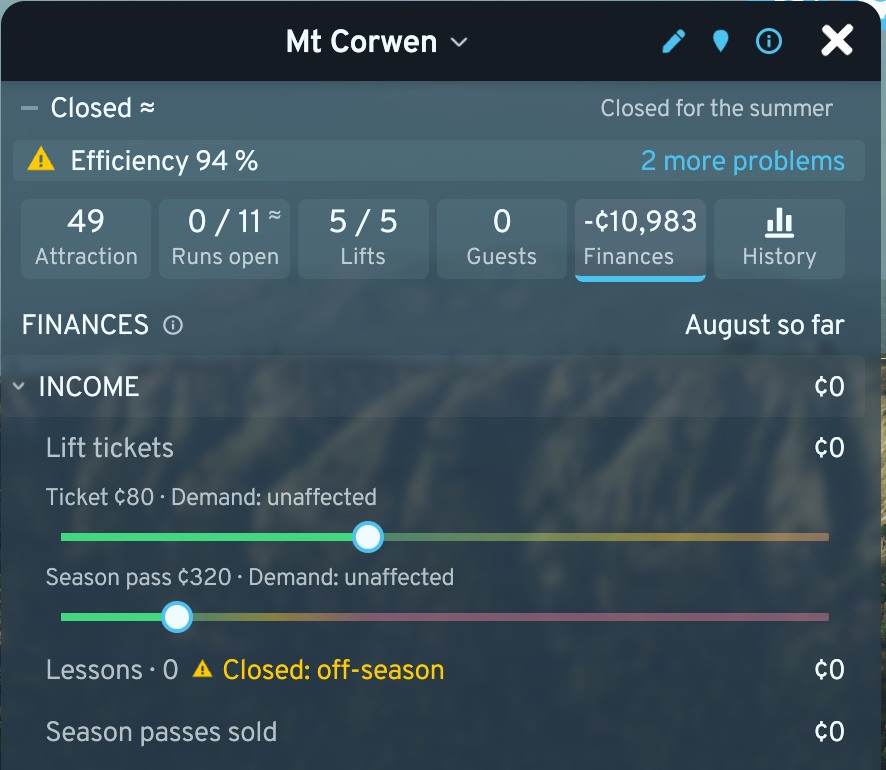 Mt Corwen
Closed ≈ Closed for the summer
Efficiency 94 % 2 more problems
49 0 / 11 ≈ 5 / 5 0 -¢10,983
Attraction Runs open Lifts Guests Finances History
FINANCES August so far
INCOME ¢0
Lift tickets ¢0
Ticket ¢80 · Demand: unaffected
Season pass ¢320 · Demand: unaffected
Lessons · 0 Closed: off-season ¢0
Season passes sold ¢0